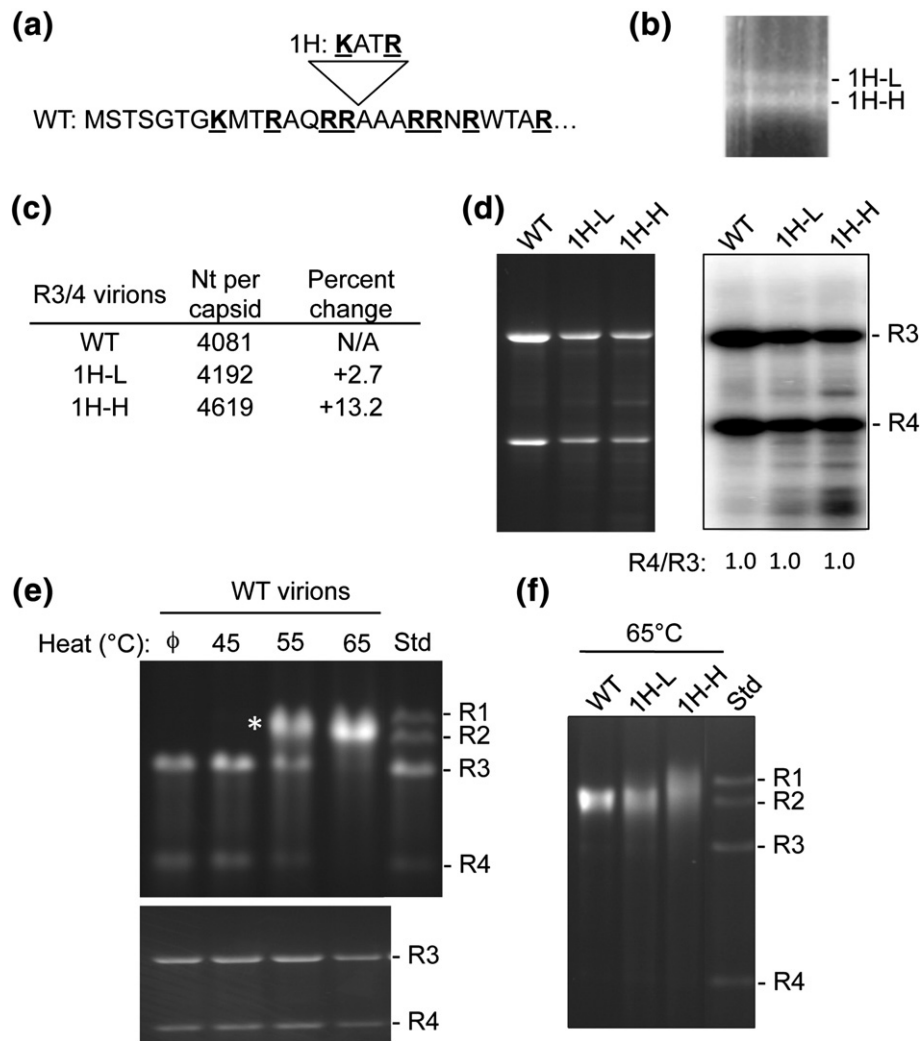 (a)
1H: KATR
WT: MSTSGTGKMTRAQRRAAARRNRWTAR...
(b)
- 1H-L
- 1H-H
(c)
R3/4 virions Nt per capsid Percent change
WT 4081 N/A
1H-L 4192 +2.7
1H-H 4619 +13.2
(d)
WT 1H-L 1H-H
WT 1H-L 1H-H
- R3
- R4
R4/R3: 1.0 1.0 1.0
(e)
WT virions
Heat (°C): ϕ 45 55 65 Std
*
- R1
- R2
- R3
- R4
- R3
- R4
(f)
65°C
WT 1H-L 1H-H Std
- R1
- R2
- R3
- R4